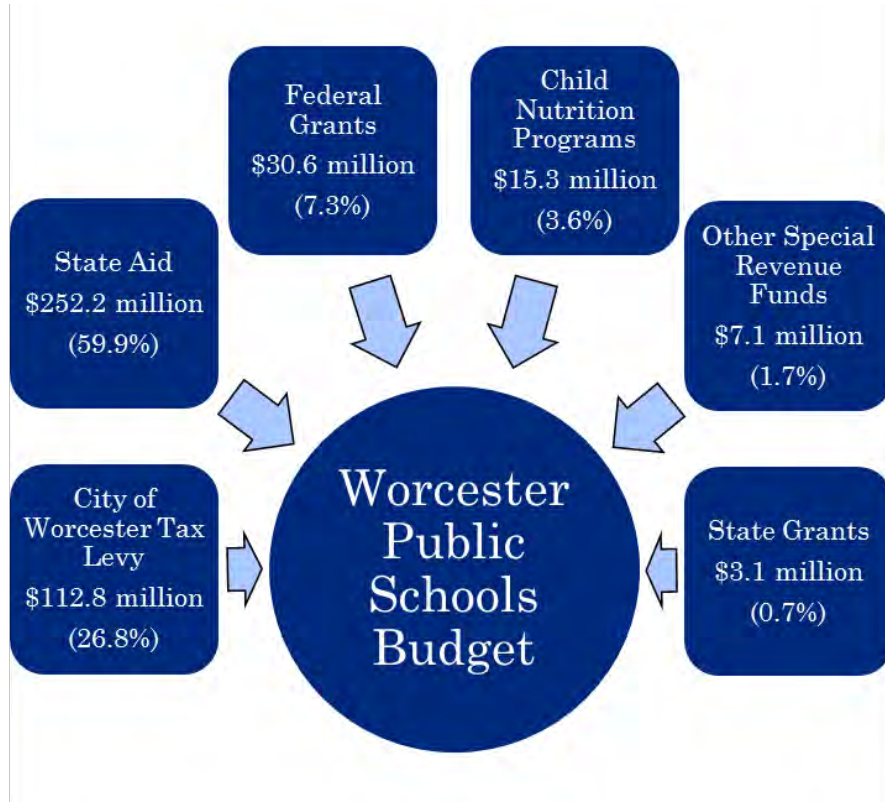 Federal
Grants
$30.6 million
(7.3%)
Child
Nutrition
Programs
$15.3 million
(3.6%)
State Aid
$252.2 million
(59.9%)
Other Special
Revenue
Funds
$7.1 million
(1.7%)
City of
Worcester Tax
Levy
$112.8 million
(26.8%)
Worcester
Public
Schools
Budget
State Grants
$3.1 million
(0.7%)